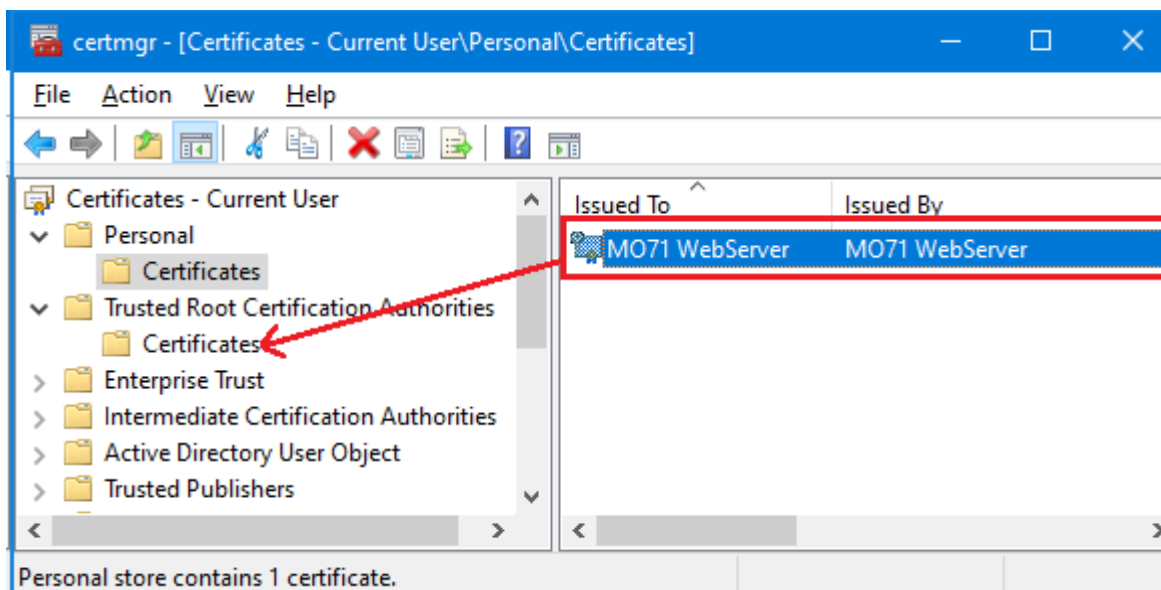 certmgr - [Certificates - Current User\Personal\Certificates]
File Action View Help
Certificates - Current User
Personal
Certificates
Trusted Root Certification Authorities
Certificates
Enterprise Trust
Intermediate Certification Authorities
Active Directory User Object
Trusted Publishers
Issued To Issued By
MO71 WebServer MO71 WebServer
Personal store contains 1 certificate.